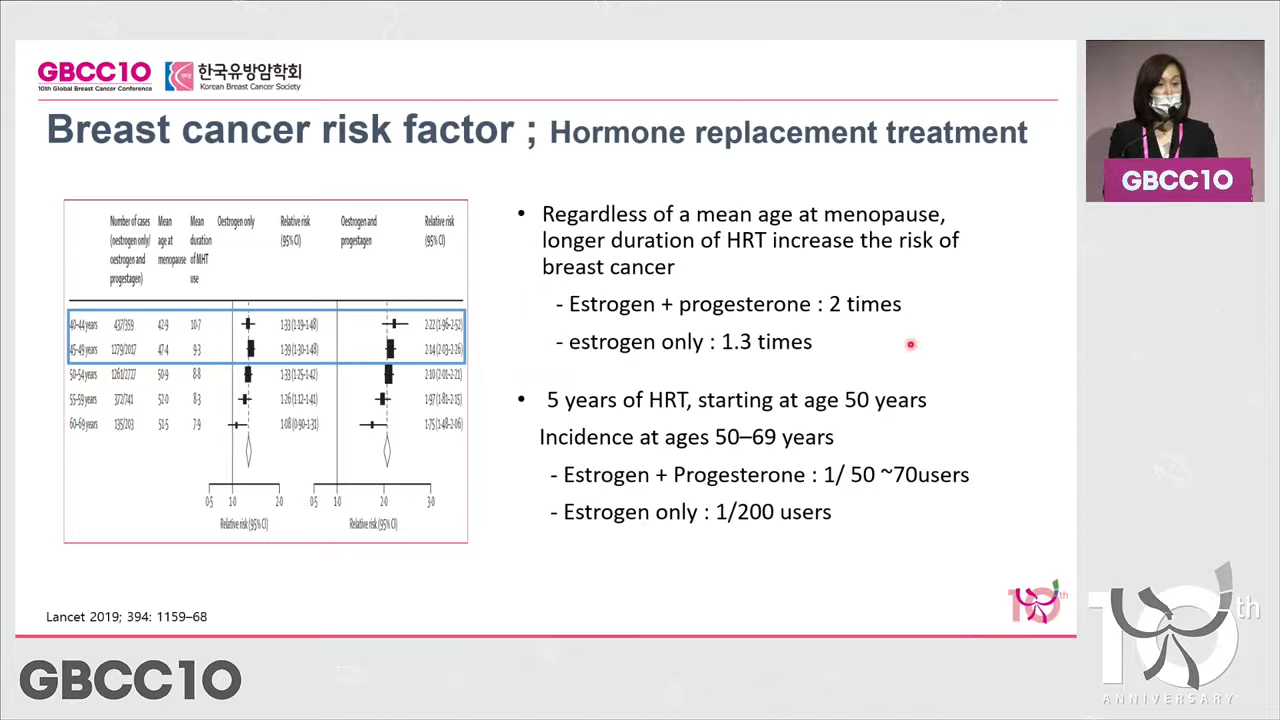 GBCC10
10th Global Breast Cancer Conference
한국유방암학회
Korean Breast Cancer Society
Breast cancer risk factor ; Hormone replacement treatment
Number of cases (oestrogen only/ oestrogen and progestagen)
Mean age at menopause
Mean duration of MHT use
Oestrogen only
Relative risk (95% CI)
Oestrogen and progestagen
Relative risk (95% CI)
40-44 years 437/359 42·9 10·7 1·33 (1·19-1·48) 2·22 (1·96-2·52)
45-49 years 1279/2017 47·4 9·3 1·39 (1·30-1·48) 2·14 (2·03-2·26)
50-54 years 1261/2727 50·9 8·8 1·33 (1·25-1·42) 2·10 (2·01-2·21)
55-59 years 372/741 52·0 8·3 1·26 (1·12-1·41) 1·97 (1·81-2·15)
60-69 years 135/203 51·5 7·9 1·08 (0·90-1·31) 1·75 (1·48-2·06)
0·5 1·0 2·0 0·5 1·0 2·0 3·0
Relative risk (95% CI) Relative risk (95% CI)
• Regardless of a mean age at menopause,
longer duration of HRT increase the risk of
breast cancer
- Estrogen + progesterone : 2 times
- estrogen only : 1.3 times
• 5 years of HRT, starting at age 50 years
Incidence at ages 50–69 years
- Estrogen + Progesterone : 1/ 50 ~70users
- Estrogen only : 1/200 users
Lancet 2019; 394: 1159–68
10th
GBCC10
GBCC10
10th
ANNIVERSARY